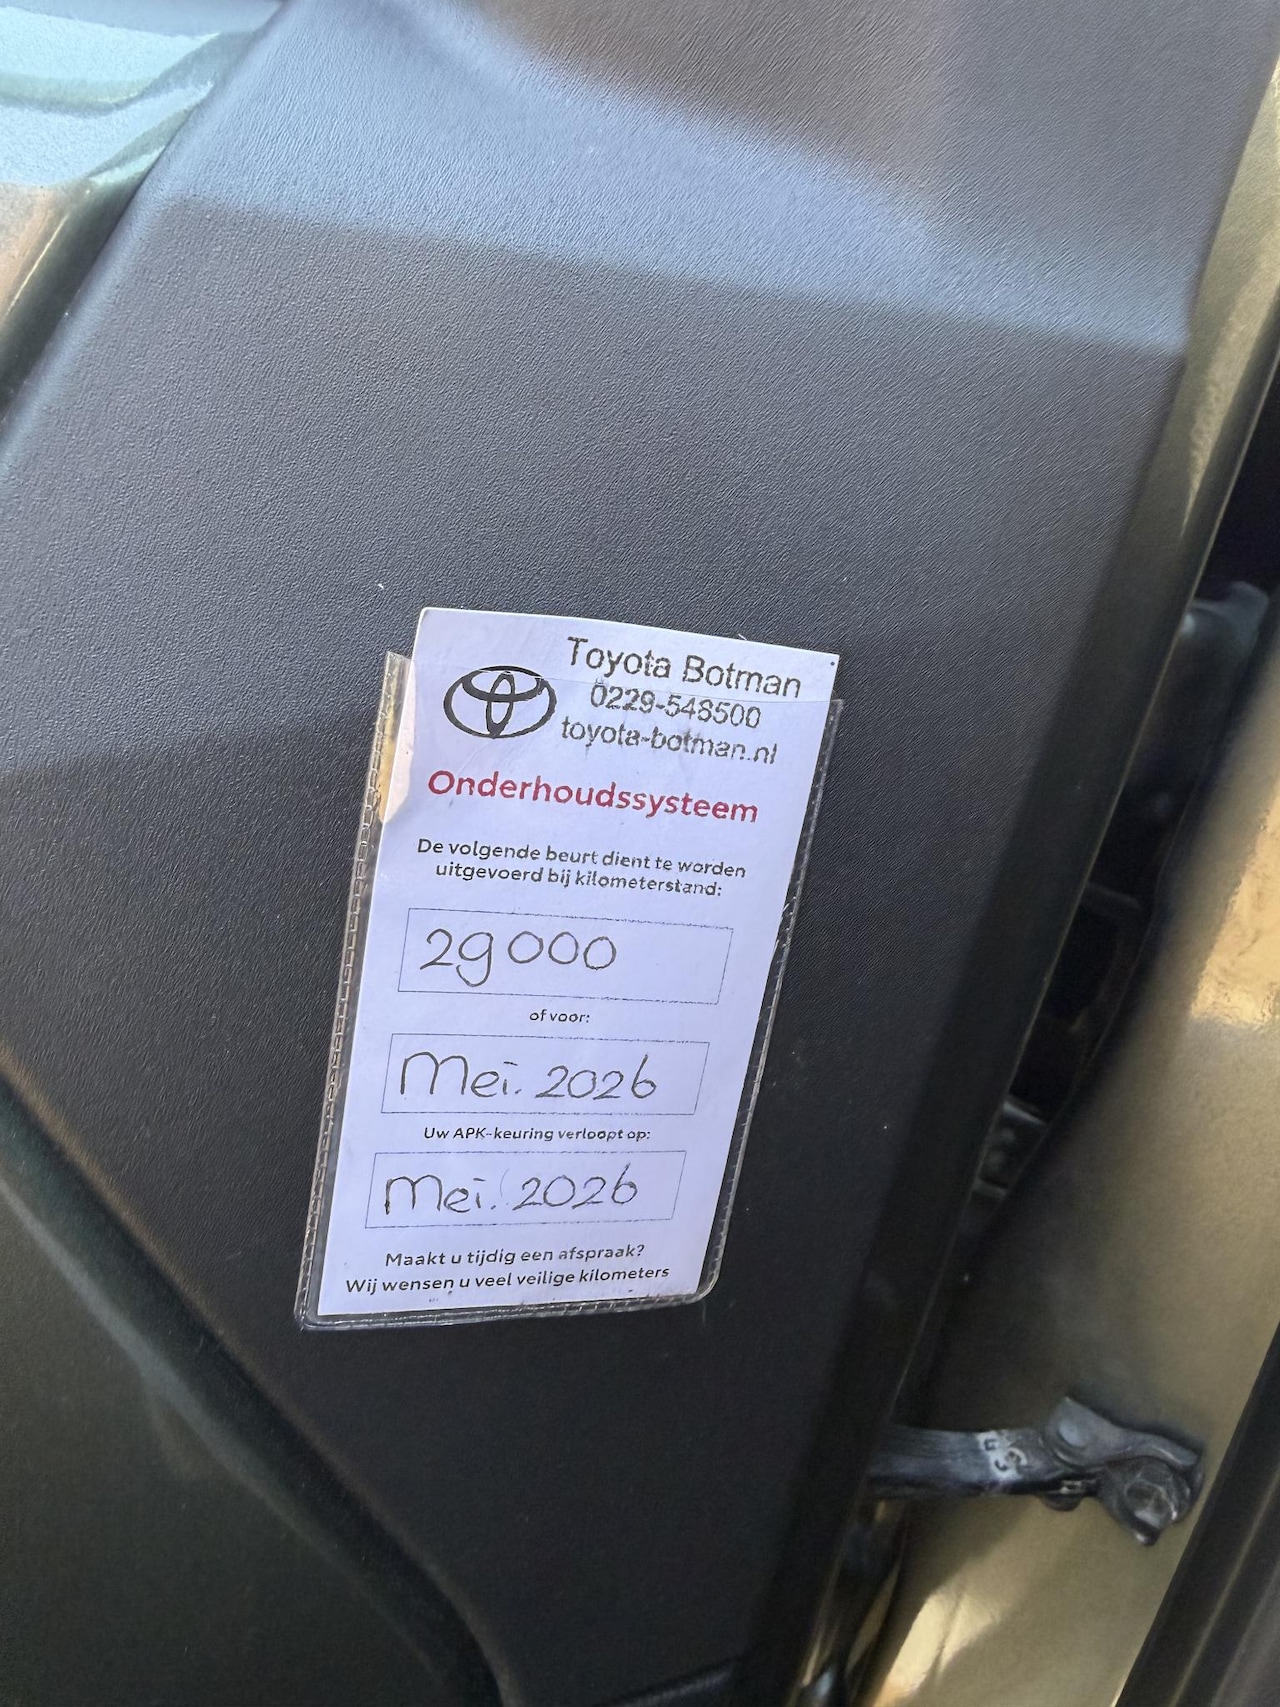 Toyota Botman
0229-548500
toyota-botman.nl
Onderhoudssysteem
De volgende beurt dient te worden
uitgevoerd bij kilometerstand:
29000
of voor:
Mei. 2026
Uw APK-keuring verloopt op:
Mei. 2026
Maakt u tijdig een afspraak?
Wij wensen u veel veilige kilometers